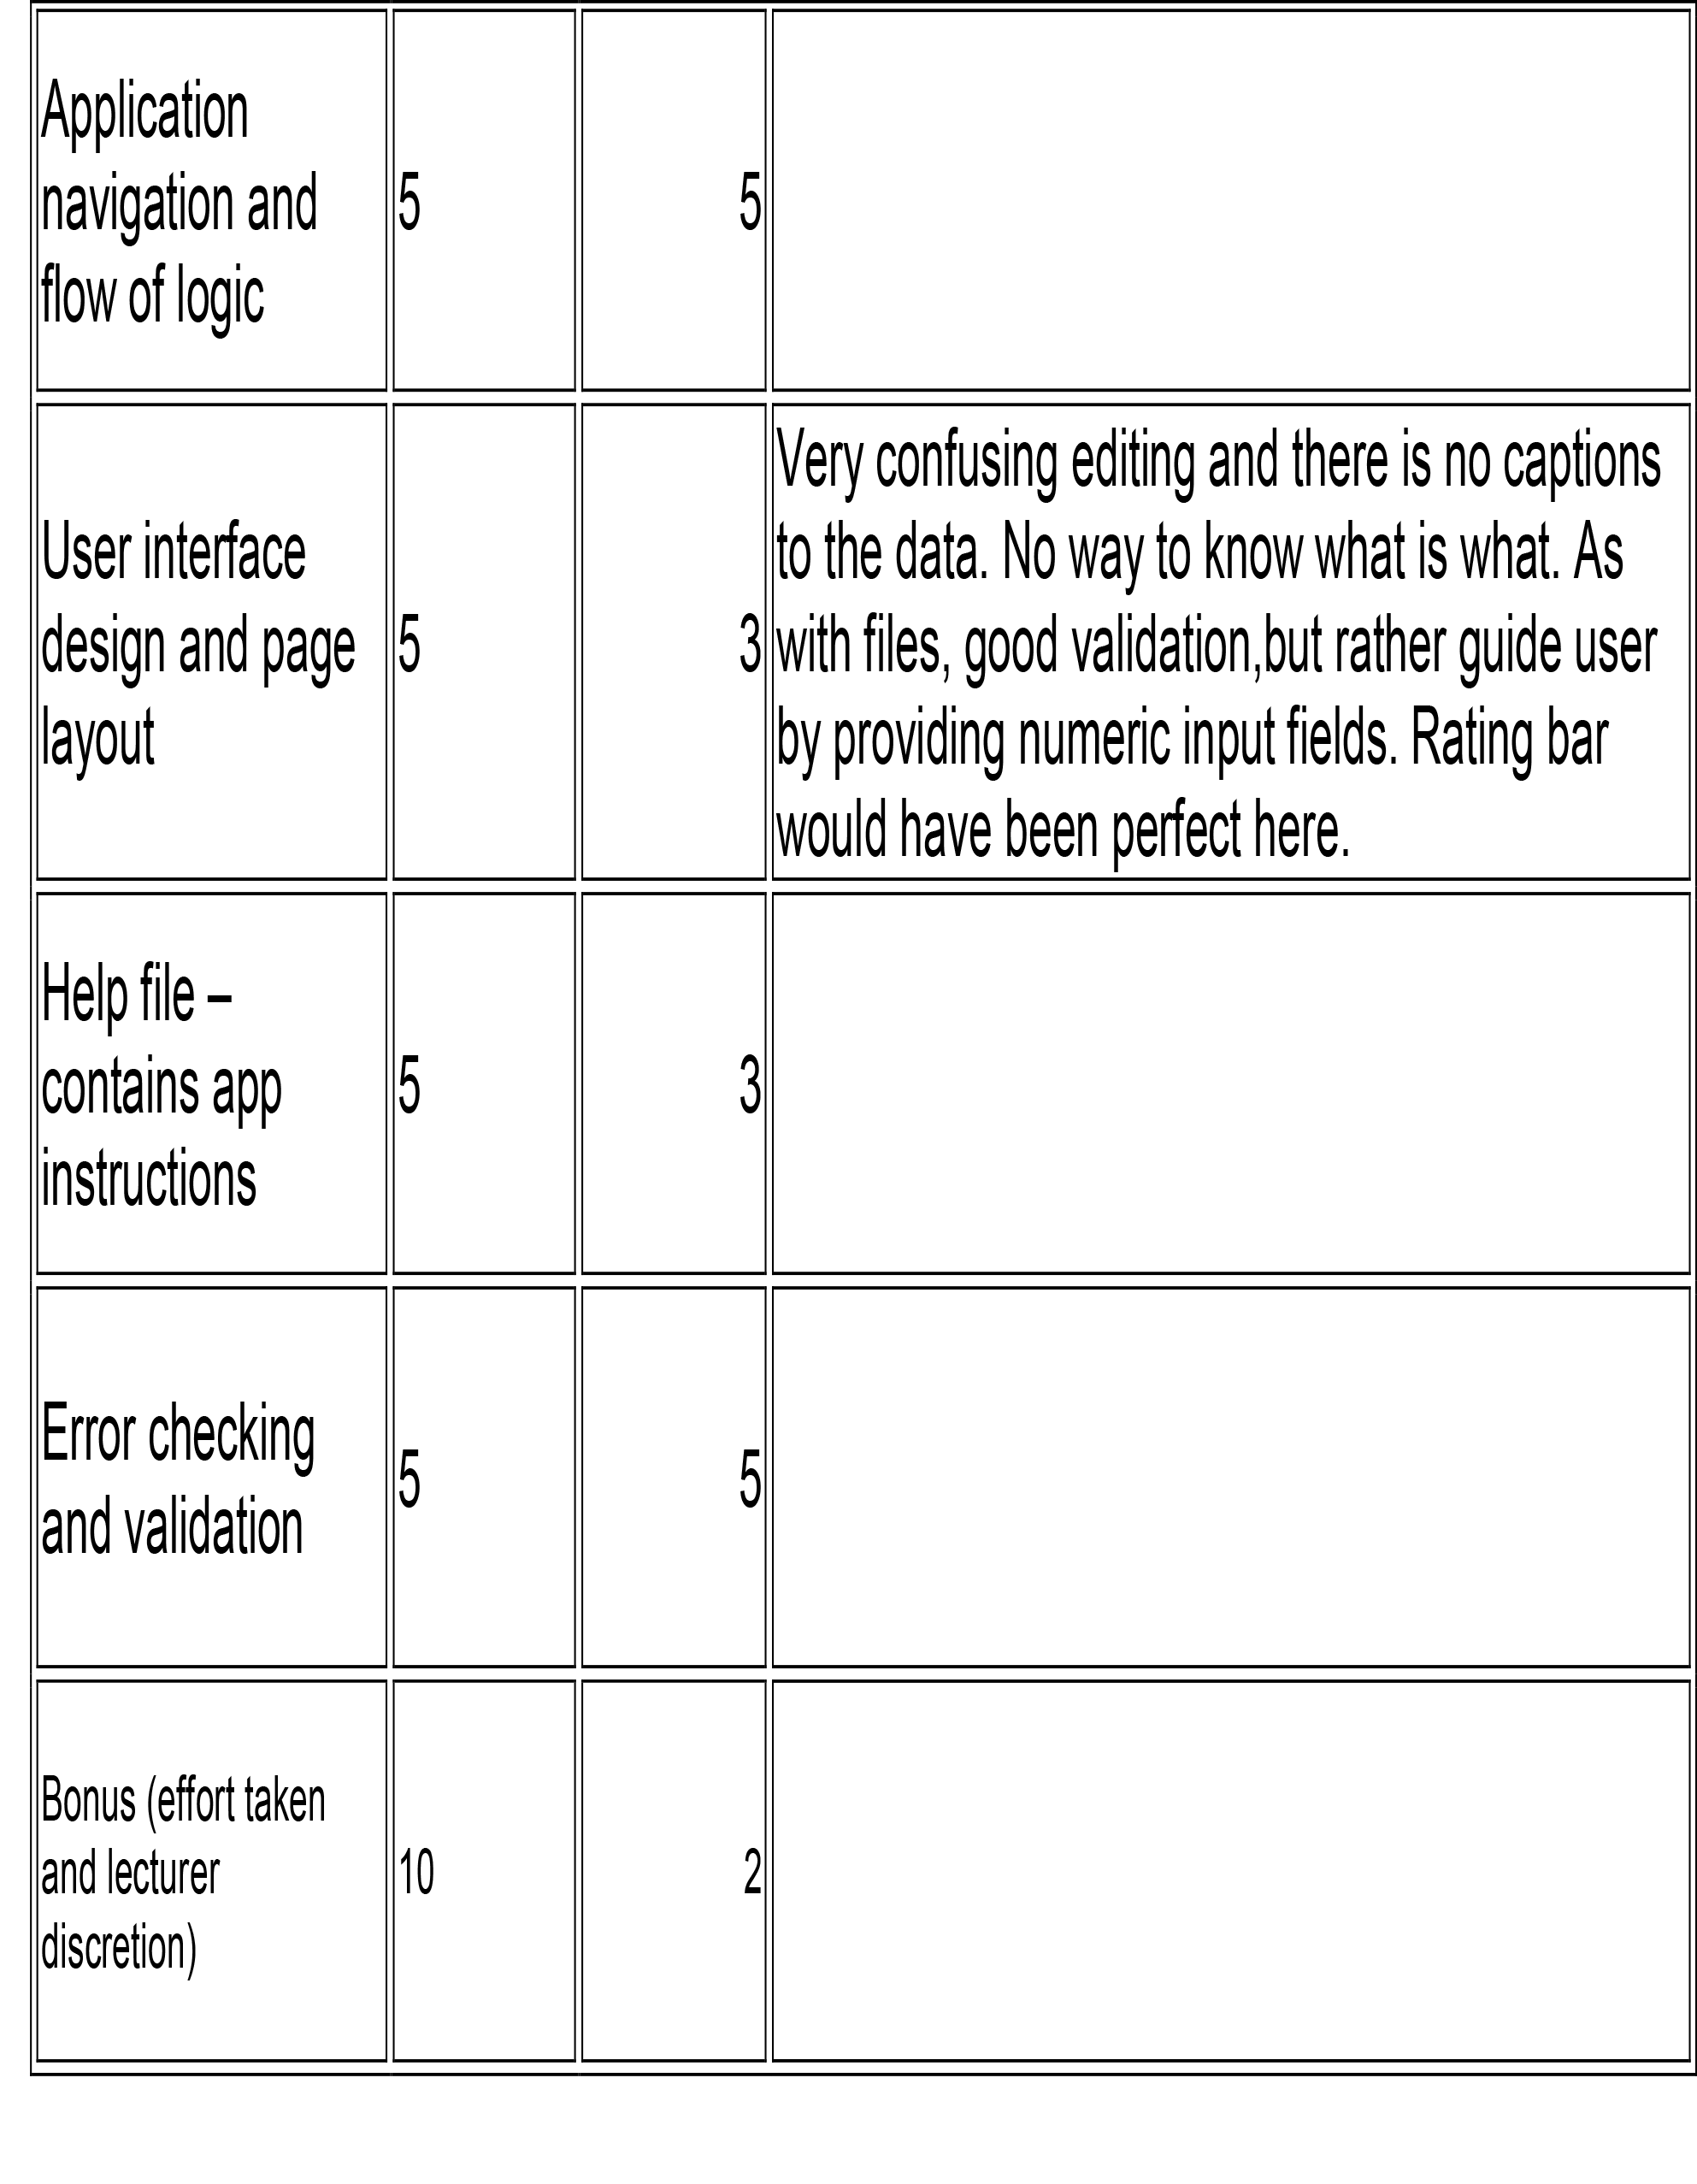 Application
navigation and
flow of logic
5
5
User interface
design and page
layout
5
3
Very confusing editing and there is no captions
to the data. No way to know what is what. As
with files, good validation,but rather guide user
by providing numeric input fields. Rating bar
would have been perfect here.
Help file –
contains app
instructions
5
3
Error checking
and validation
5
5
Bonus (effort taken
and lecturer
discretion)
10
2